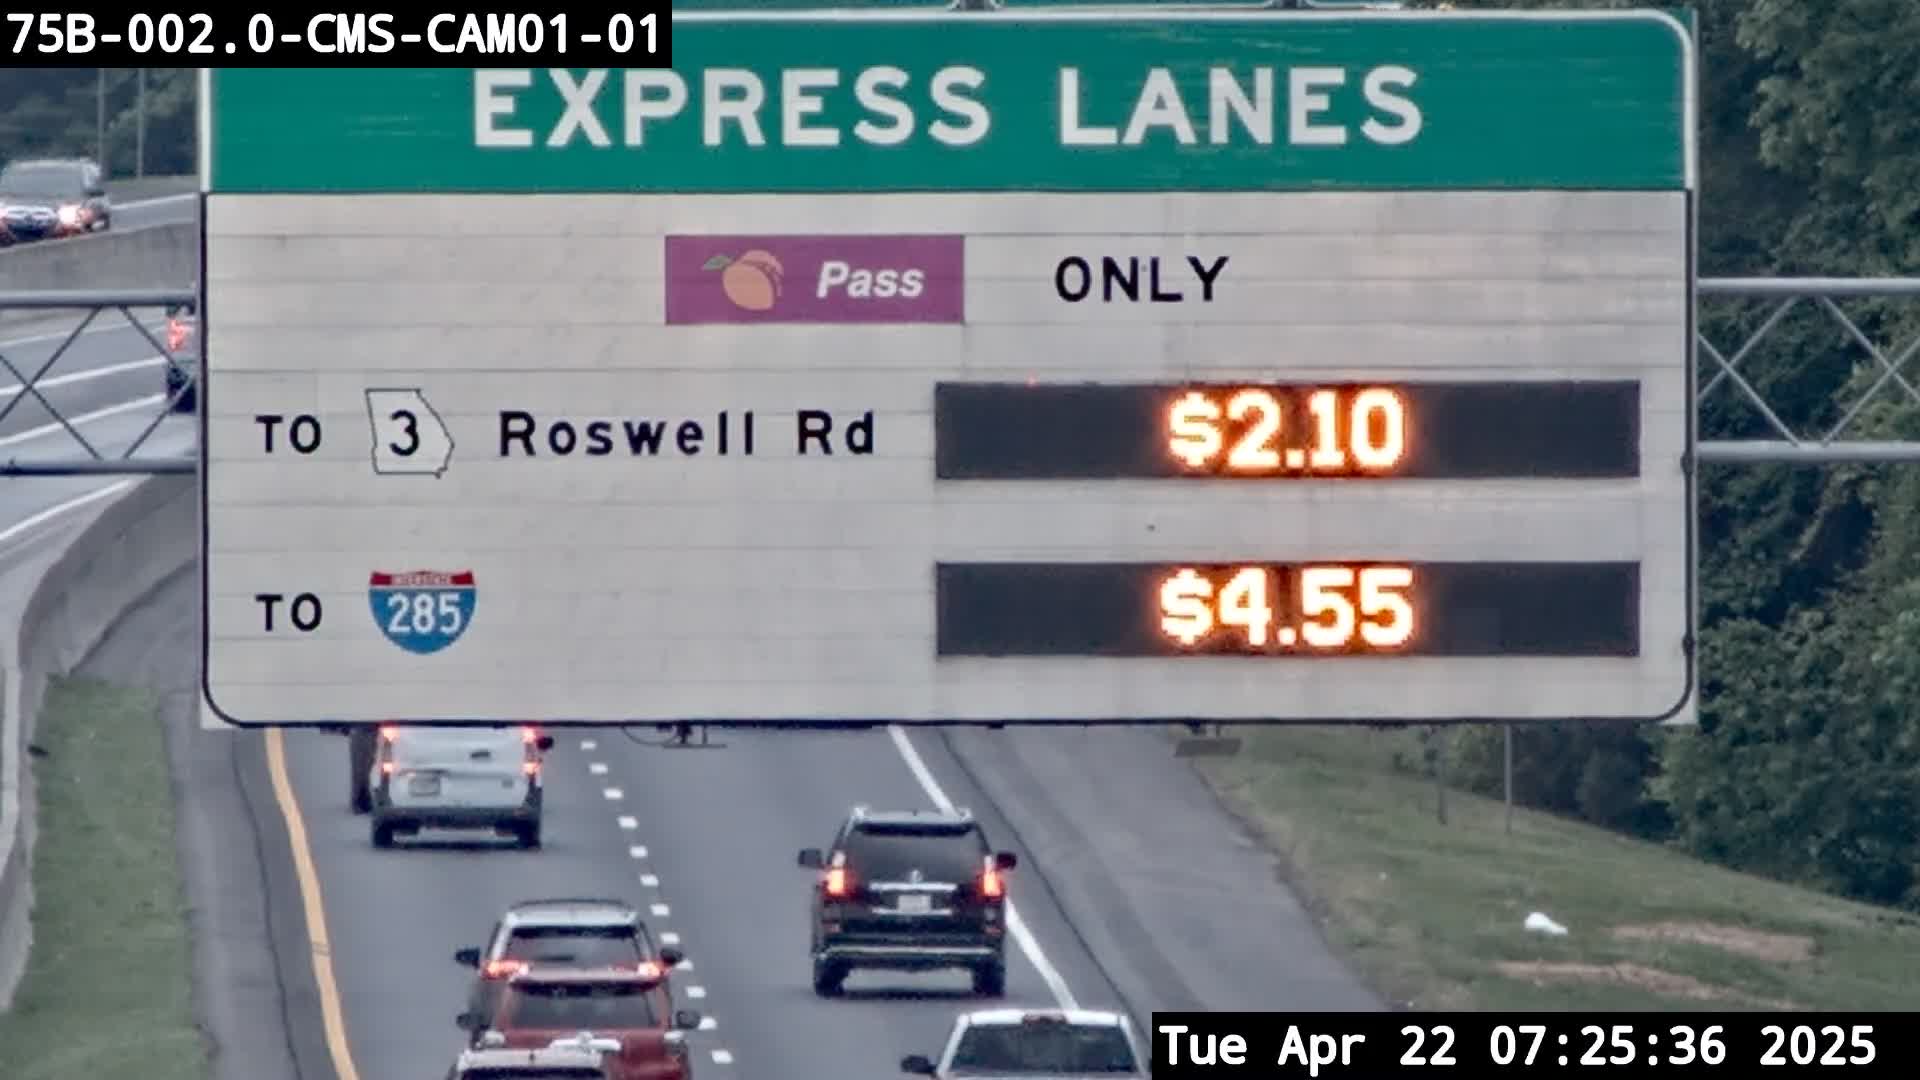 75B-002.0-CMS-CAM01-01
EXPRESS LANES
Pass ONLY
TO 3 Roswell Rd $2.10
TO 285 $4.55
Tue Apr 22 07:25:36 2025